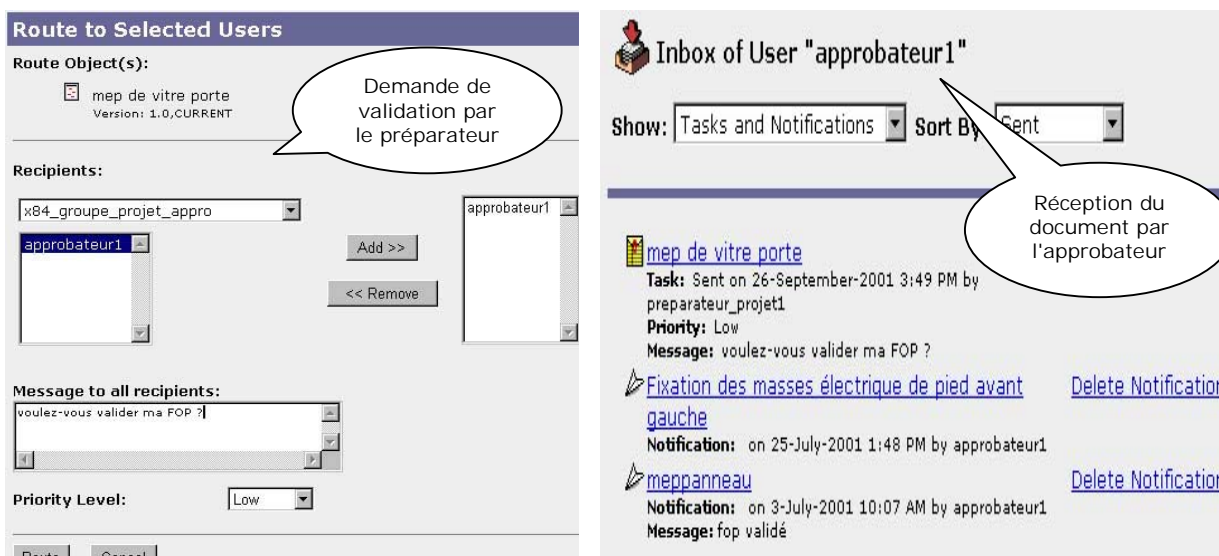 Route to Selected Users
Route Object(s):
mep de vitre porte
Version: 1.0,CURRENT
Demande de
validation par
le préparateur
Recipients:
x84_groupe_projet_appro
approbateur1
Add >>
<< Remove
approbateur1
Message to all recipients:
voulez-vous valider ma FOP ?
Priority Level:
Low
Route
Cancel
Inbox of User "approbateur1"
Show:
Tasks and Notifications
Sort By
Sent
Réception du
document par
l'approbateur
mep de vitre porte
Task: Sent on 26-September-2001 3:49 PM by
preparateur_projet1
Priority: Low
Message: voulez-vous valider ma FOP ?
Fixation des masses électrique de pied avant
gauche
Delete Notification
Notification: on 25-July-2001 1:48 PM by approbateur1
meppanneau
Delete Notification
Notification: on 3-July-2001 10:07 AM by approbateur1
Message: fop validé